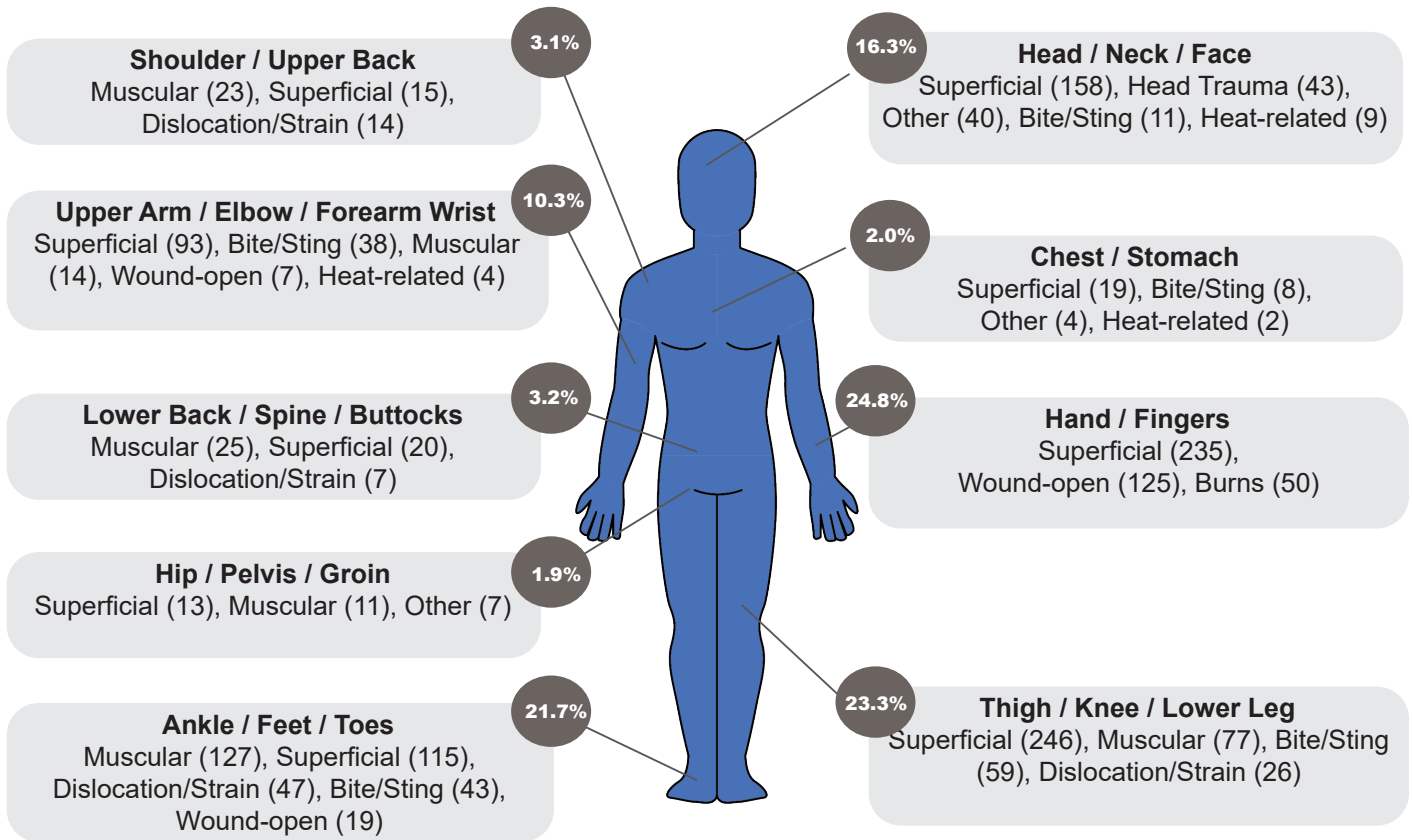 3.1%
Shoulder / Upper Back
Muscular (23), Superficial (15),
Dislocation/Strain (14)
16.3%
Head / Neck / Face
Superficial (158), Head Trauma (43),
Other (40), Bite/Sting (11), Heat-related (9)
10.3%
Upper Arm / Elbow / Forearm Wrist
Superficial (93), Bite/Sting (38), Muscular
(14), Wound-open (7), Heat-related (4)
2.0%
Chest / Stomach
Superficial (19), Bite/Sting (8),
Other (4), Heat-related (2)
3.2%
Lower Back / Spine / Buttocks
Muscular (25), Superficial (20),
Dislocation/Strain (7)
24.8%
Hand / Fingers
Superficial (235),
Wound-open (125), Burns (50)
1.9%
Hip / Pelvis / Groin
Superficial (13), Muscular (11), Other (7)
21.7%
Ankle / Feet / Toes
Muscular (127), Superficial (115),
Dislocation/Strain (47), Bite/Sting (43),
Wound-open (19)
23.3%
Thigh / Knee / Lower Leg
Superficial (246), Muscular (77), Bite/Sting
(59), Dislocation/Strain (26)